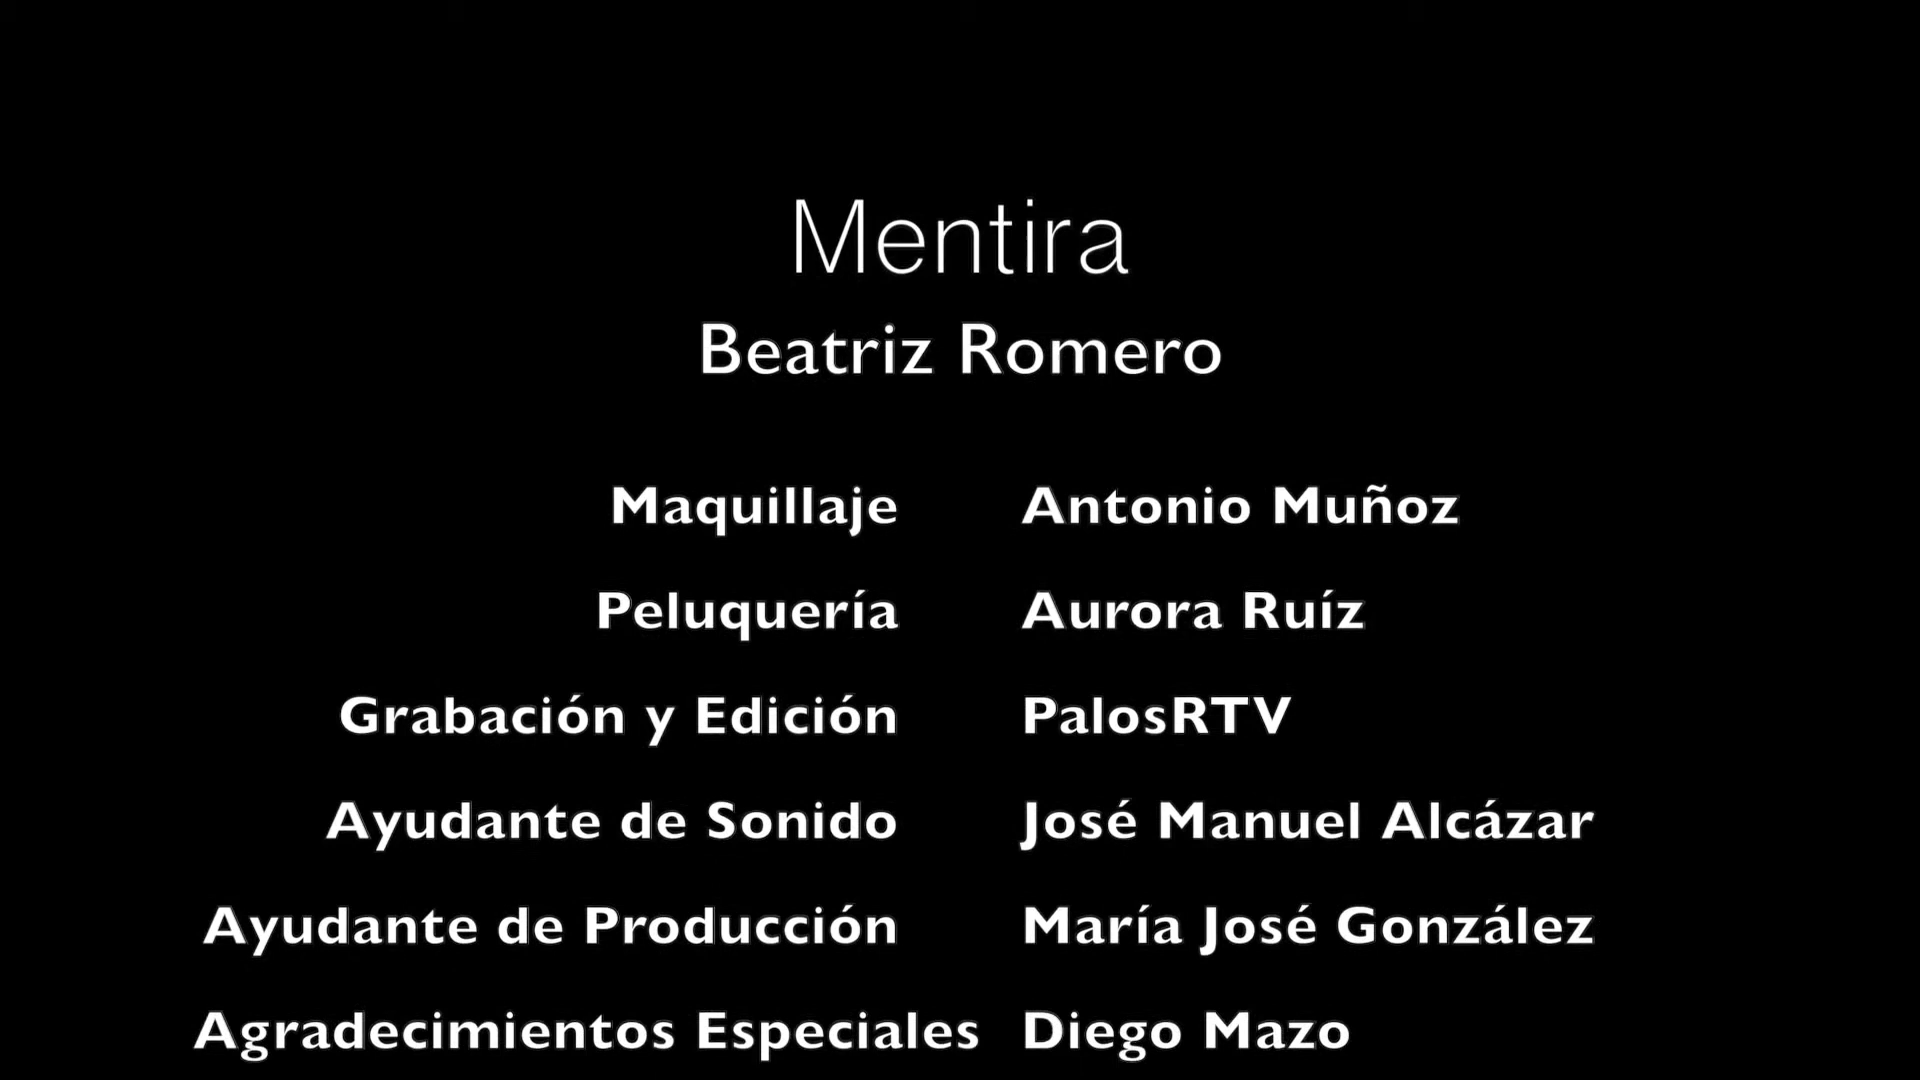 Mentira
Beatriz Romero
Maquillaje Antonio Muñoz
Peluquería Aurora Ruíz
Grabación y Edición PalosRTV
Ayudante de Sonido José Manuel Alcázar
Ayudante de Producción María José González
Agradecimientos Especiales Diego Mazo